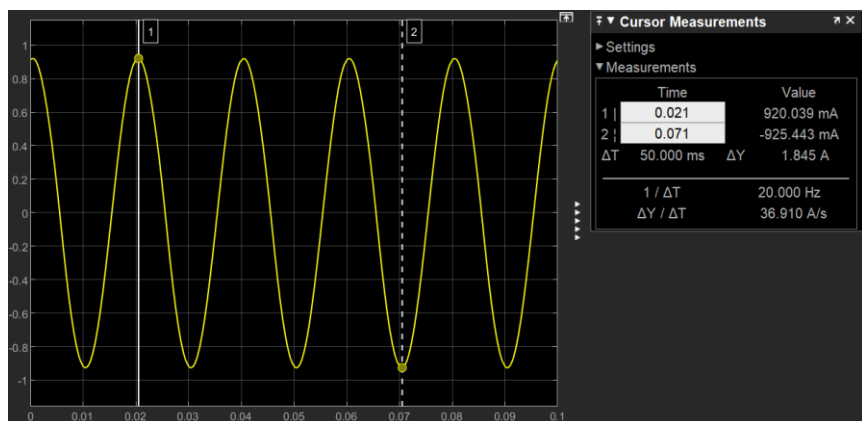 1
2
1
0.8
0.6
0.4
0.2
0
-0.2
-0.4
-0.6
-0.8
-1
0 0.01 0.02 0.03 0.04 0.05 0.06 0.07 0.08 0.09 0.1
Cursor Measurements
Settings
Measurements
Time Value
1 | 0.021 920.039 mA
2 ¦ 0.071 -925.443 mA
ΔT 50.000 ms ΔY 1.845 A
1 / ΔT 20.000 Hz
ΔY / ΔT 36.910 A/s